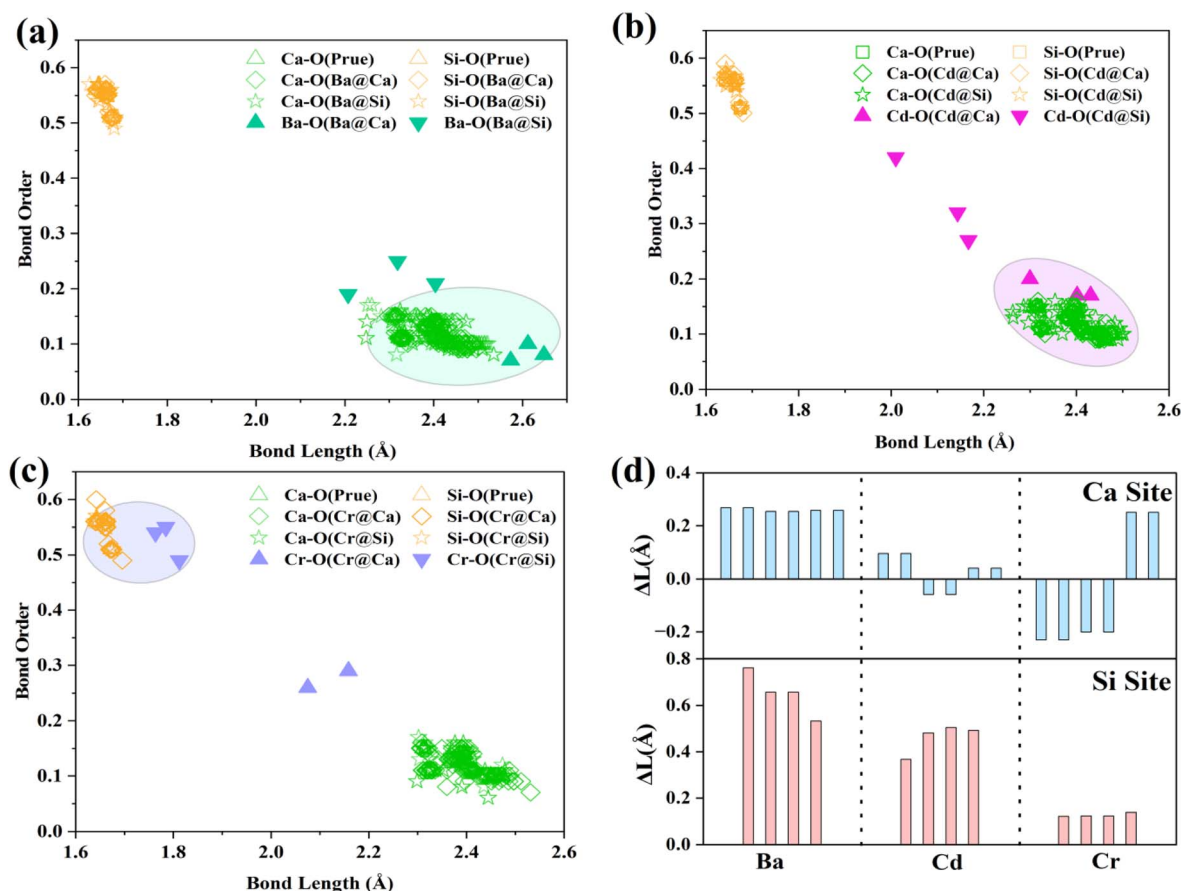 (a)
Ca-O(Prue) Si-O(Prue)
Ca-O(Ba@Ca) Si-O(Ba@Ca)
Ca-O(Ba@Si) Si-O(Ba@Si)
Ba-O(Ba@Ca) Ba-O(Ba@Si)
0.6
0.5
0.4
0.3
0.2
0.1
0.0
Bond Order
1.6 1.8 2.0 2.2 2.4 2.6
Bond Length (Å)
(b)
Ca-O(Prue) Si-O(Prue)
Ca-O(Cd@Ca) Si-O(Cd@Ca)
Ca-O(Cd@Si) Si-O(Cd@Si)
Cd-O(Cd@Ca) Cd-O(Cd@Si)
0.6
0.5
0.4
0.3
0.2
0.1
0.0
Bond Order
1.6 1.8 2.0 2.2 2.4 2.6
Bond Length (Å)
(c)
Ca-O(Prue) Si-O(Prue)
Ca-O(Cr@Ca) Si-O(Cr@Ca)
Ca-O(Cr@Si) Si-O(Cr@Si)
Cr-O(Cr@Ca) Cr-O(Cr@Si)
0.6
0.5
0.4
0.3
0.2
0.1
0.0
Bond Order
1.6 1.8 2.0 2.2 2.4 2.6
Bond Length (Å)
(d)
Ca Site
0.4
0.2
0.0
−0.2
ΔL(Å)
Si Site
0.8
0.6
0.4
0.2
0.0
ΔL(Å)
Ba Cd Cr